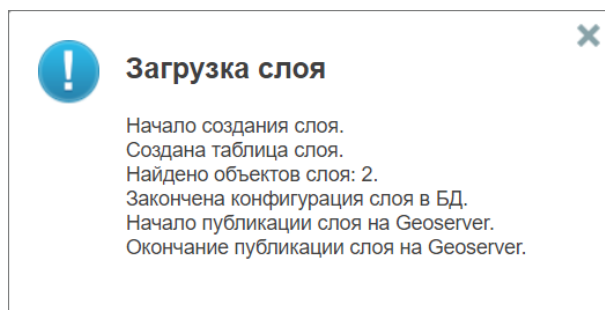 Загрузка слоя
Начало создания слоя.
Создана таблица слоя.
Найдено объектов слоя: 2.
Закончена конфигурация слоя в БД.
Начало публикации слоя на Geoserver.
Окончание публикации слоя на Geoserver.